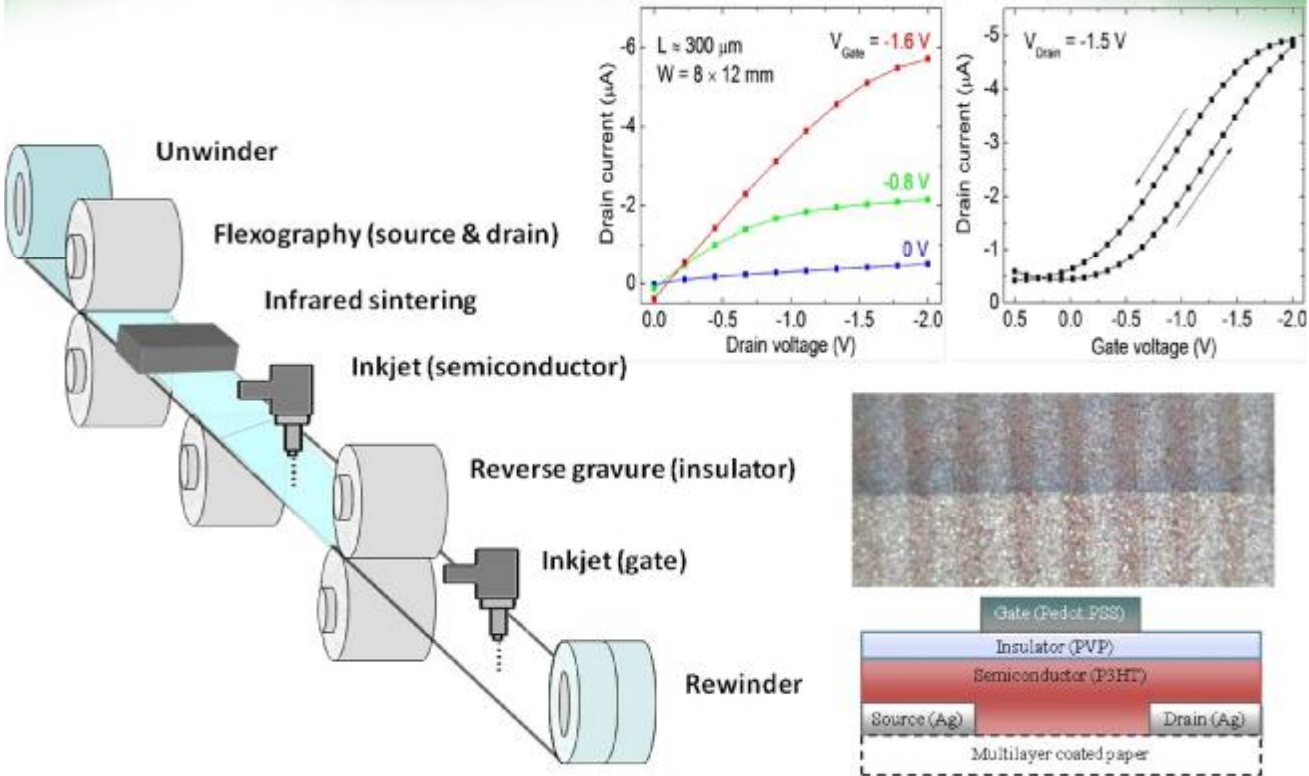 Unwinder
Flexography (source & drain)
Infrared sintering
Inkjet (semiconductor)
Reverse gravure (insulator)
Inkjet (gate)
Rewinder
L ≈ 300 μm
W = 8 × 12 mm
V_Gate = -1.6 V
-0.8 V
0 V
Drain current (μA)
-6
-4
-2
0
0.0 -0.5 -1.0 -1.5 -2.0
Drain voltage (V)
V_Drain = -1.5 V
Drain current (μA)
-5
-4
-3
-2
-1
0
0.5 0.0 -0.5 -1.0 -1.5 -2.0
Gate voltage (V)
Gate (Pedot:PSS)
Insulator (PVP)
Semiconductor (P3HT)
Source (Ag) Drain (Ag)
Multilayer coated paper